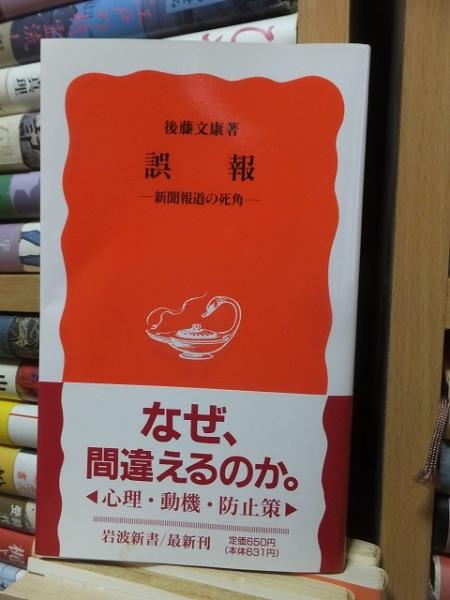 後藤文康著
誤報
―新聞報道の死角―
なぜ、
間違えるのか。
◀心理・動機・防止策▶
岩波新書/最新刊
定価650円
(本体631円)